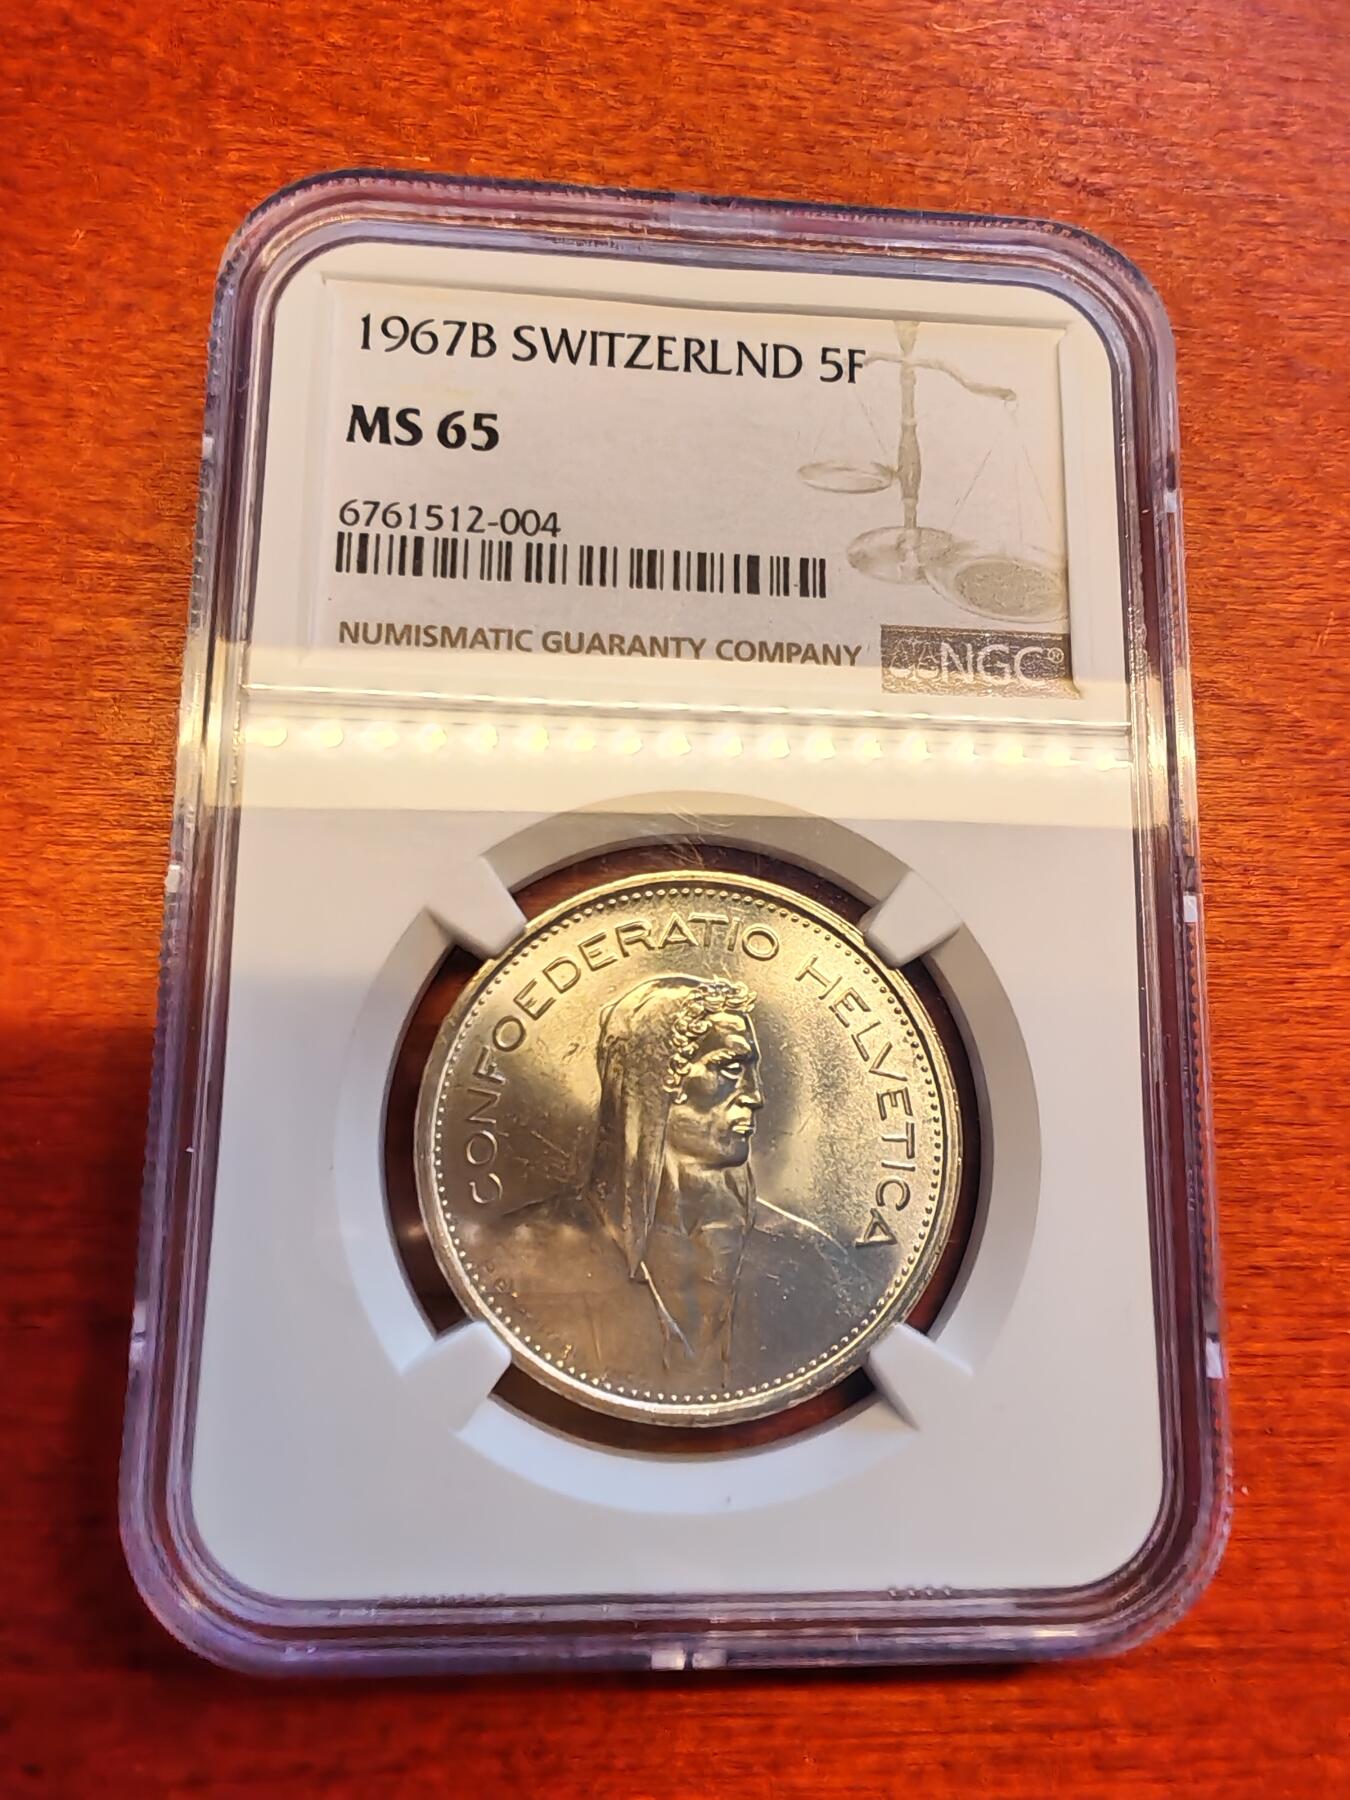 1967B SWITZERLND 5F
MS 65
6761512-004
NUMISMATIC GUARANTY COMPANY
NGC®
CONFOEDERATIO HELVETICA